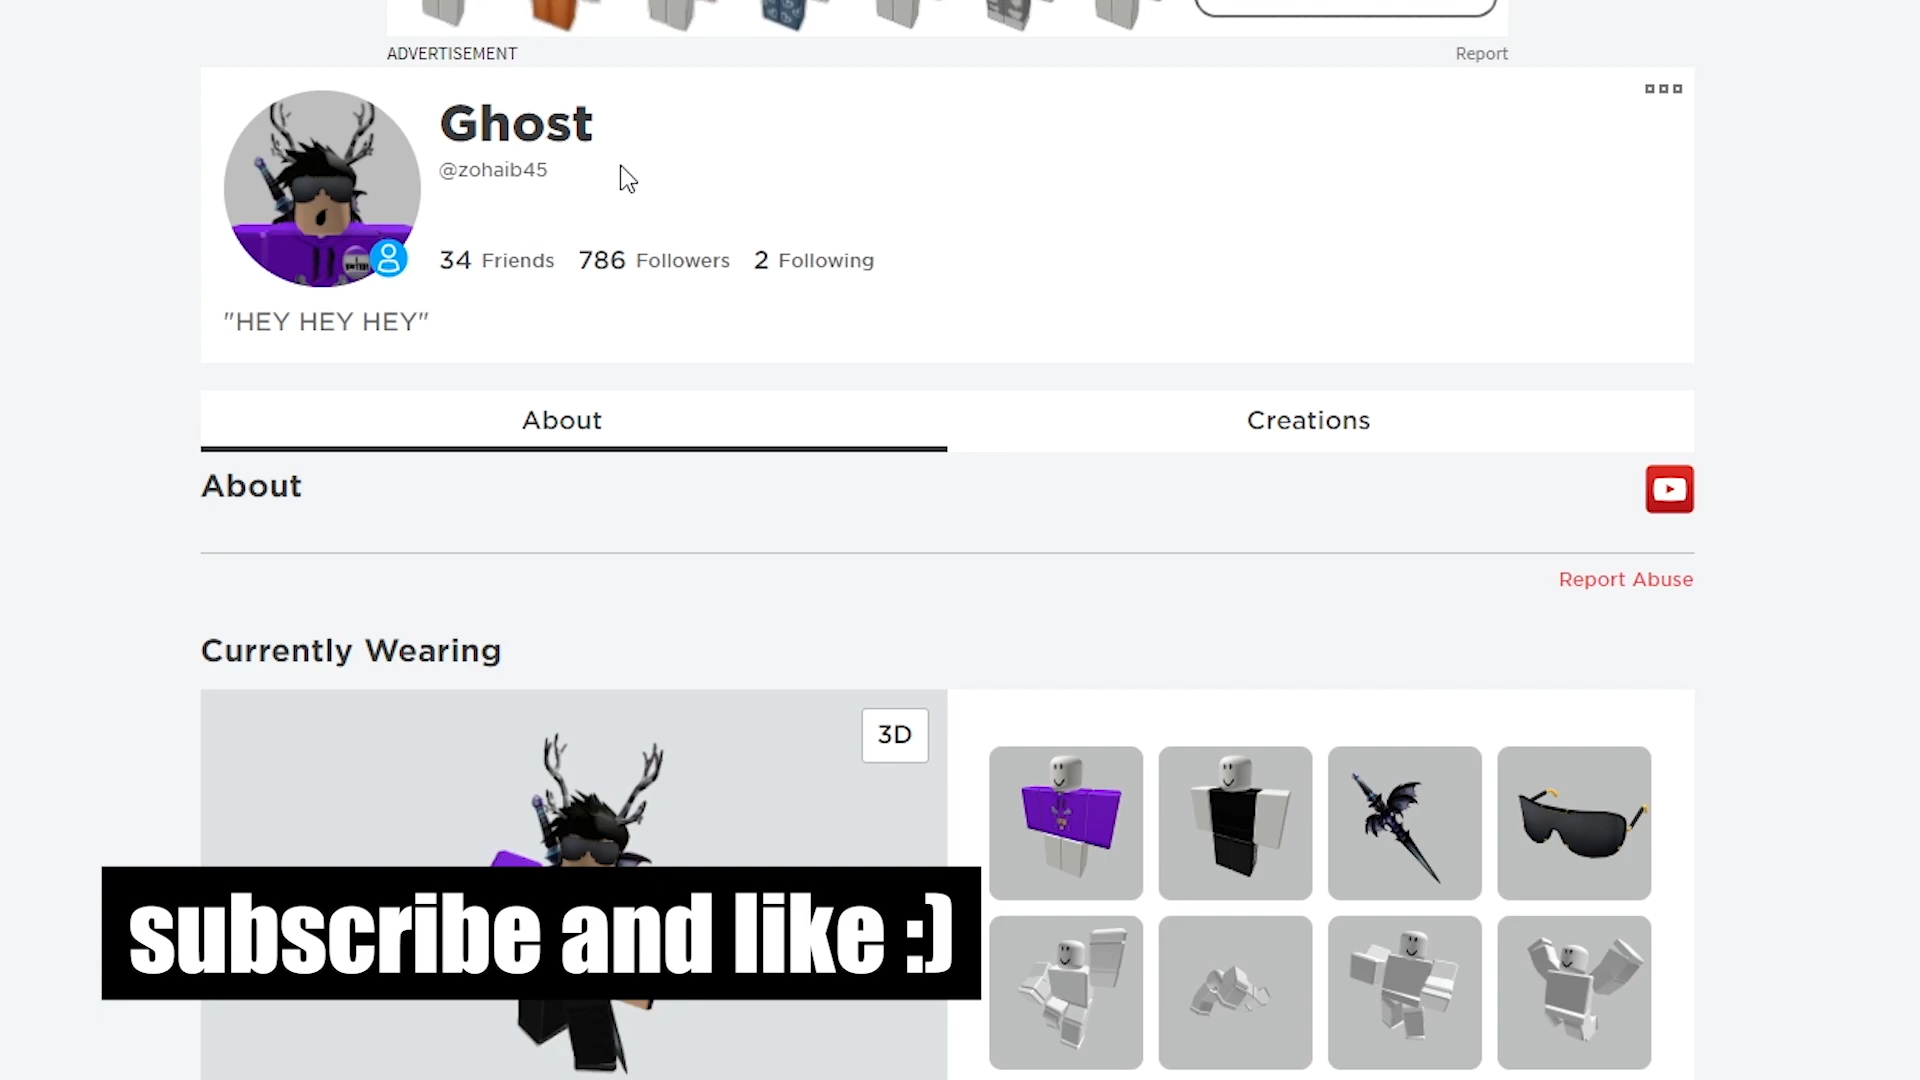 ADVERTISEMENT
Report
Ghost
@zohaib45
34 Friends 786 Followers 2 Following
"HEY HEY HEY"
About
Creations
About
Report Abuse
Currently Wearing
3D
subscribe and like :)